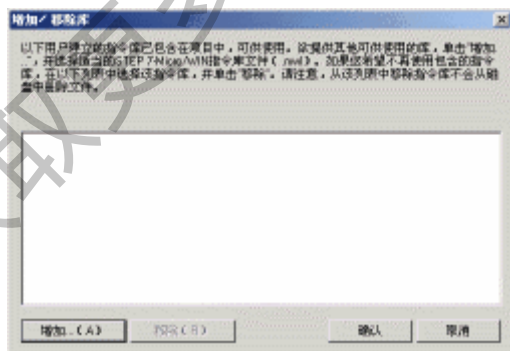 增加/移除库
以下用户建立的指令库已包含在项目中，可供使用。欲提供其他可供使用的库，单击"增加
..."，并选择适当的STEP 7-Micro/WIN指令库文件（.mwl）。如果您希望不再使用包含的指令
库，在以下列表中选择该指令库，并单击"移除"。请注意，从该列表中移除指令库不会从磁
盘中删除文件。
增加...(A)
移除(R)
确认
取消